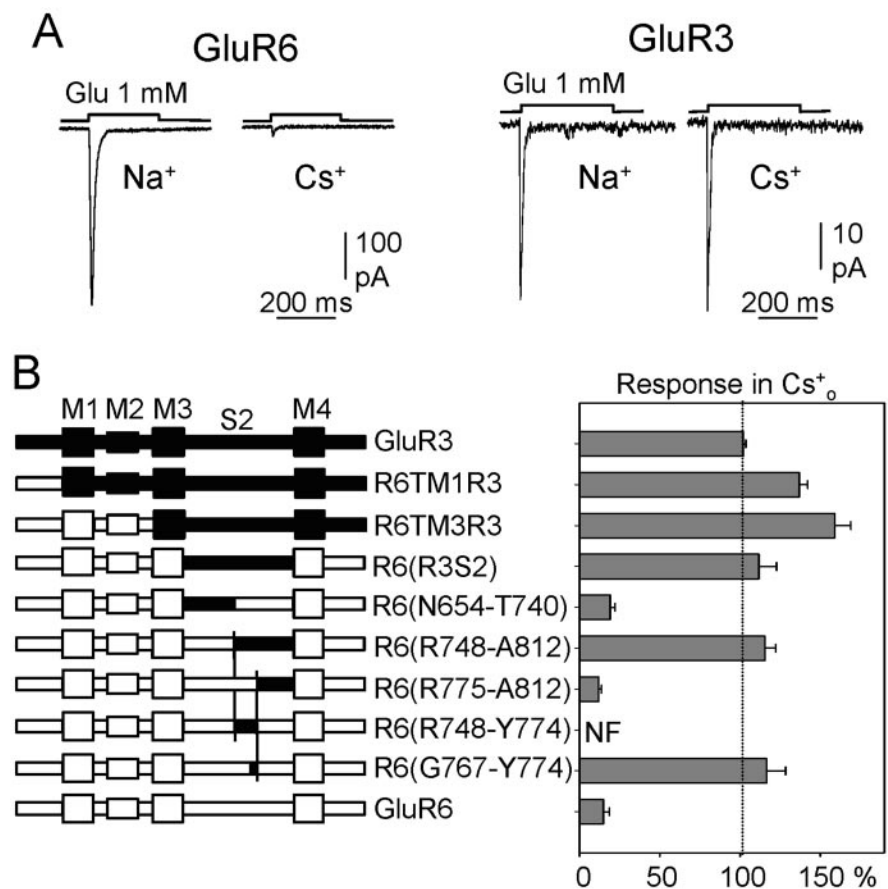 A
GluR6
GluR3
Glu 1 mM
Glu 1 mM
Na⁺
Cs⁺
Na⁺
Cs⁺
100
pA
200 ms
10
pA
200 ms
B
M1 M2 M3 S2 M4
Response in Cs⁺ₒ
GluR3
R6TM1R3
R6TM3R3
R6(R3S2)
R6(N654-T740)
R6(R748-A812)
R6(R775-A812)
R6(R748-Y774)
NF
R6(G767-Y774)
GluR6
0 50 100 150 %